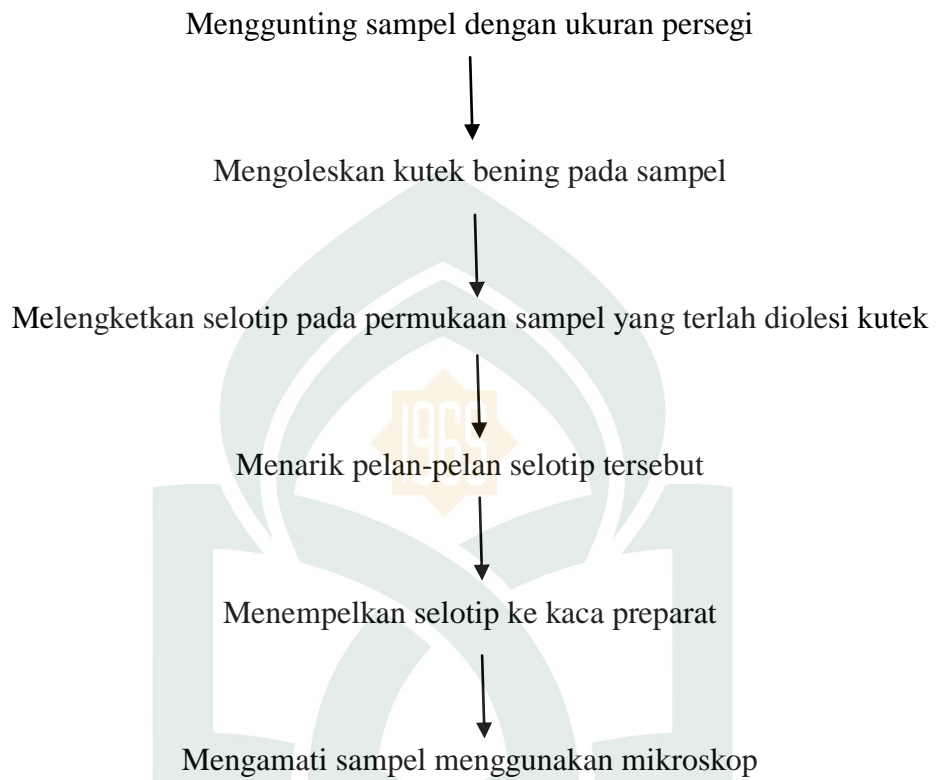 Menggunting sampel dengan ukuran persegi
Mengoleskan kutek bening pada sampel
Melengketkan selotip pada permukaan sampel yang terlah diolesi kutek
1965
Menarik pelan-pelan selotip tersebut
Menempelkan selotip ke kaca preparat
Mengamati sampel menggunakan mikroskop